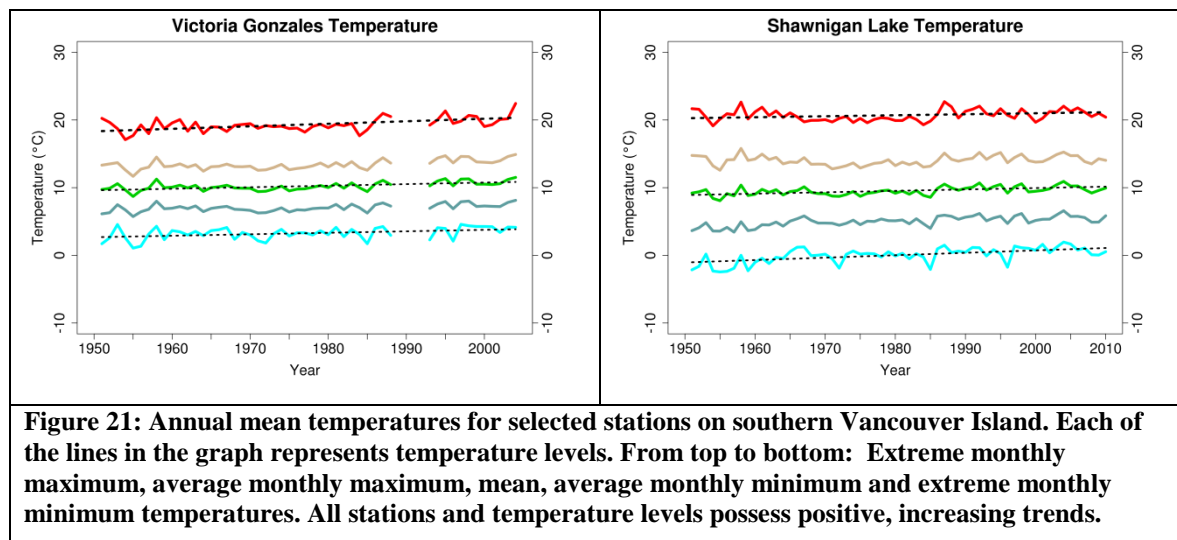 Victoria Gonzales Temperature
30
20
10
0
-10
Temperature (°C)
30
20
10
0
-10
1950 1960 1970 1980 1990 2000
Year
Shawnigan Lake Temperature
30
20
10
0
-10
Temperature (°C)
30
20
10
0
-10
1950 1960 1970 1980 1990 2000 2010
Year
Figure 21: Annual mean temperatures for selected stations on southern Vancouver Island. Each of
the lines in the graph represents temperature levels. From top to bottom: Extreme monthly
maximum, average monthly maximum, mean, average monthly minimum and extreme monthly
minimum temperatures. All stations and temperature levels possess positive, increasing trends.